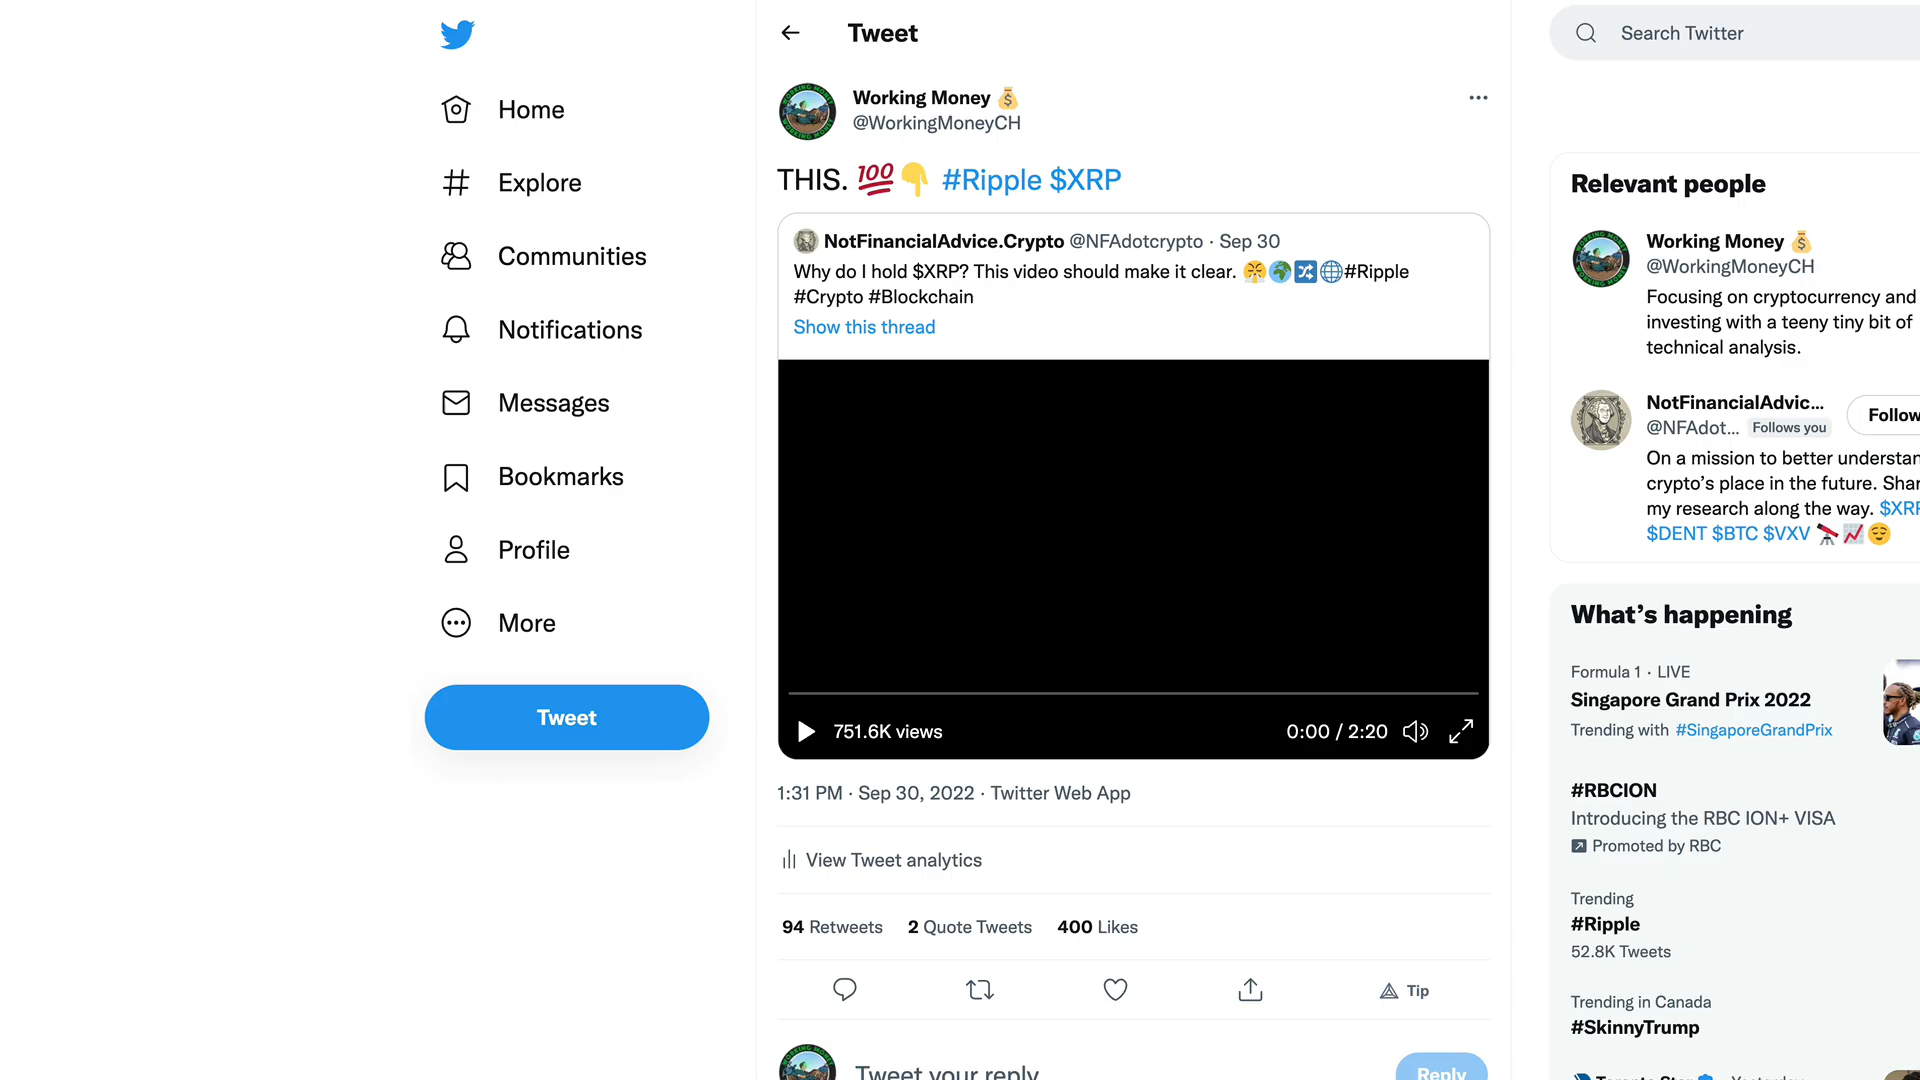 Tweet
Search Twitter
Home
Explore
Communities
Notifications
Messages
Bookmarks
Profile
More
Tweet
Working Money 💰
@WorkingMoneyCH
THIS. 💯👇 #Ripple $XRP
NotFinancialAdvice.Crypto @NFAdotcrypto · Sep 30
Why do I hold $XRP? This video should make it clear. 😤🌍🔀🌐#Ripple
#Crypto #Blockchain
Show this thread
751.6K views
0:00 / 2:20
1:31 PM · Sep 30, 2022 · Twitter Web App
View Tweet analytics
94 Retweets 2 Quote Tweets 400 Likes
Tip
Tweet your reply
Reply
Relevant people
Working Money 💰
@WorkingMoneyCH
Focusing on cryptocurrency and
investing with a teeny tiny bit of
technical analysis.
NotFinancialAdvic...
@NFAdot... Follows you
Follow
On a mission to better understan
crypto's place in the future. Shar
my research along the way. $XRP
$DENT $BTC $VXV 🔭📈😌
What's happening
Formula 1 · LIVE
Singapore Grand Prix 2022
Trending with #SingaporeGrandPrix
#RBCION
Introducing the RBC ION+ VISA
Promoted by RBC
Trending
#Ripple
52.8K Tweets
Trending in Canada
#SkinnyTrump
Toronto Star · Yesterday